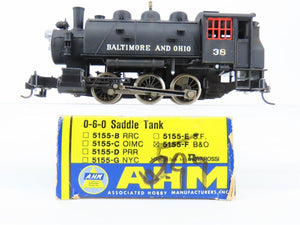 BALTIMORE AND OHIO
38
0-6-0 Saddle Tank
5155-B RRC
5155-E S.F.
5155-C OIMC
5155-F B&O
5155-D PRR
5155-G NYC
AHM
AHM
ASSOCIATED HOBBY MANUFACTURERS, INC